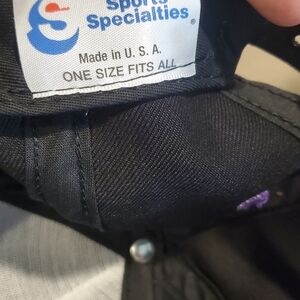 Sports
Specialties®
Made in U. S. A.
ONE SIZE FITS ALL